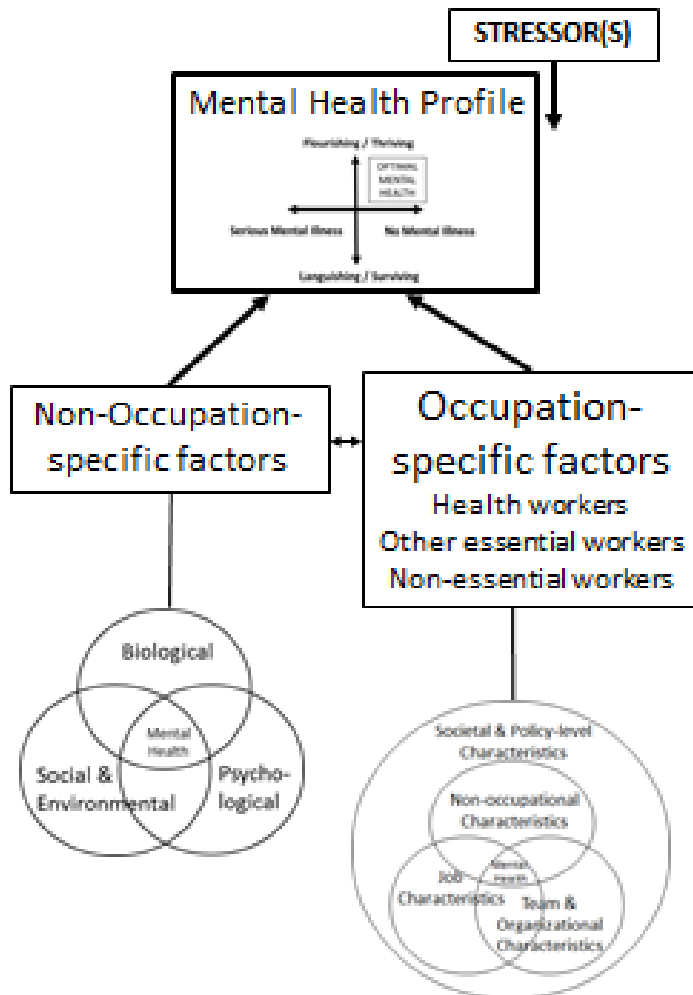 STRESSOR(S)
Mental Health Profile
Flourishing / Thriving
OPTIMAL
MENTAL
HEALTH
Serious Mental Illness
No Mental Illness
Languishing / Surviving
Non-Occupation-
specific factors
Occupation-
specific factors
Health workers
Other essential workers
Non-essential workers
Biological
Mental
Health
Social &
Environmental
Psycho-
logical
Societal & Policy-level
Characteristics
Non-occupational
Characteristics
Mental
Health
Job
Characteristics
Team &
Organizational
Characteristics